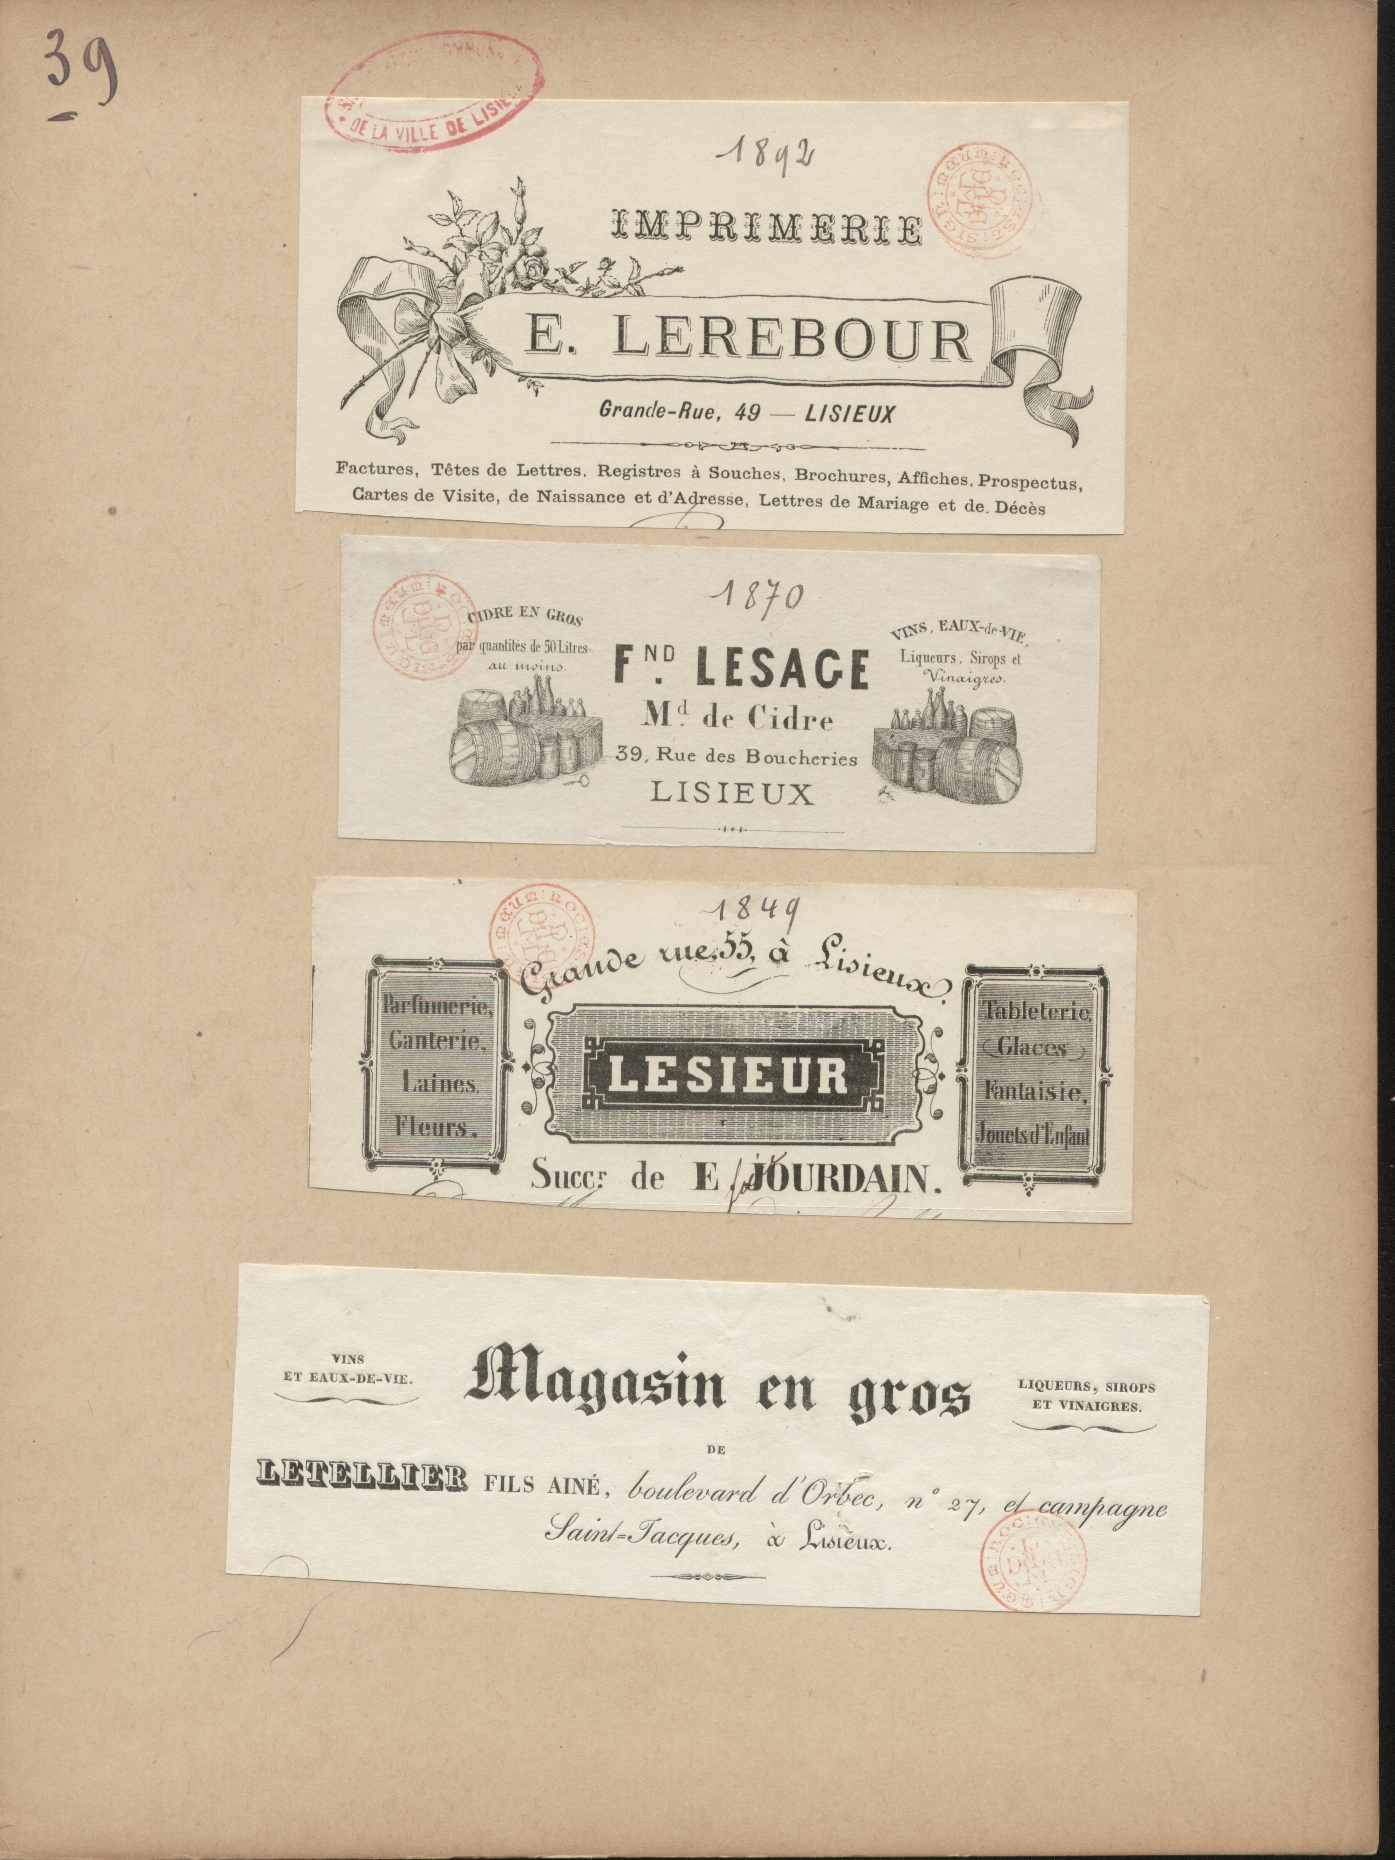 39
DE LA VILLE DE LISIEUX
1892
IMPRIMERIE
E. LEREBOUR
Grande-Rue, 49 — LISIEUX
Factures, Têtes de Lettres. Registres à Souches, Brochures, Affiches. Prospectus,
Cartes de Visite, de Naissance et d'Adresse, Lettres de Mariage et de. Décès
1870
CIDRE EN GROS
par quantités de 50 Litres
au moins.
FND. LESAGE
Md. de Cidre
39, Rue des Boucheries
LISIEUX
VINS, EAUX-de-VIE,
Liqueurs, Sirops et
Vinaigres.
1849
Grande rue, 55, à Lisieux.
Parfumerie,
Ganterie,
Laines.
Fleurs.
LESIEUR
Succr. de E. JOURDAIN.
Tableterie,
Glaces
Fantaisie,
Jouets d'Enfant
VINS
ET EAUX-DE-VIE.
Magasin en gros
LIQUEURS, SIROPS
ET VINAIGRES.
DE
LETELLIER FILS AINÉ, boulevard d'Orbec, n° 27, et campagne
Saint=Jacques, à Lisieux.